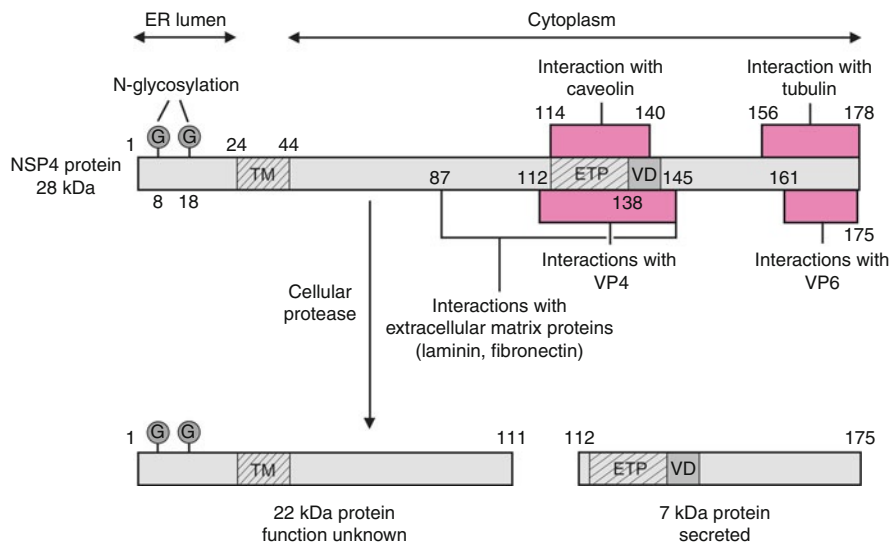 ER lumen
Cytoplasm
N-glycosylation
Interaction with
caveolin
Interaction with
tubulin
114
140
156
178
1
G
G
24
44
NSP4 protein
28 kDa
TM
87
112
ETP
VD
145
161
8
18
138
175
Interactions with
VP4
Interactions with
VP6
Cellular
protease
Interactions with
extracellular matrix proteins
(laminin, fibronectin)
1
G
G
111
112
175
TM
ETP
VD
22 kDa protein
function unknown
7 kDa protein
secreted